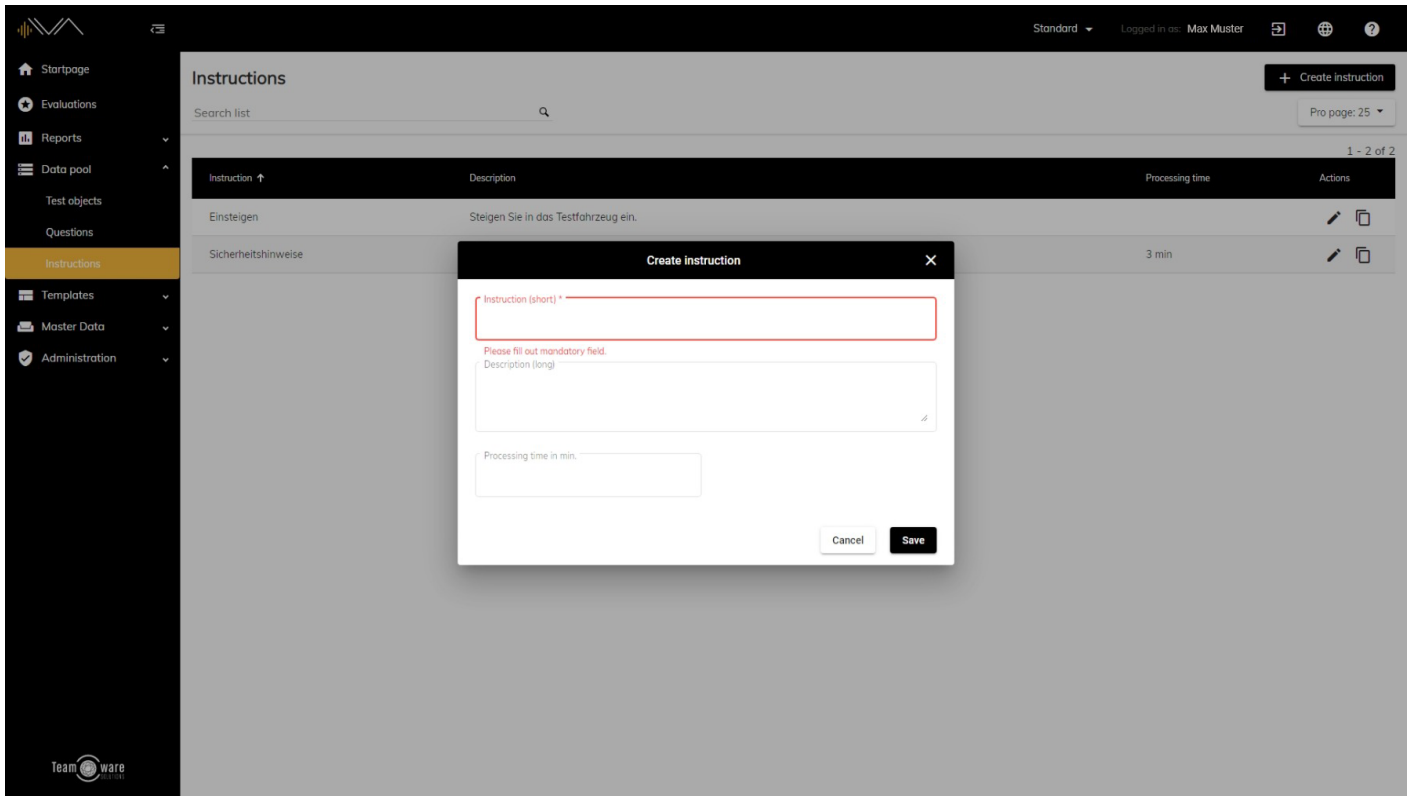 Standard Logged in as: Max Muster
Startpage
Evaluations
Reports
Data pool
Test objects
Questions
Instructions
Templates
Master Data
Administration
Team ware
SOLUTIONS
Instructions
+ Create instruction
Search list
Pro page: 25
1 - 2 of 2
Instruction Description Processing time Actions
Einsteigen Steigen Sie in das Testfahrzeug ein.
Sicherheitshinweise 3 min
Create instruction
Instruction (short) *
Please fill out mandatory field.
Description (long)
Processing time in min.
Cancel Save